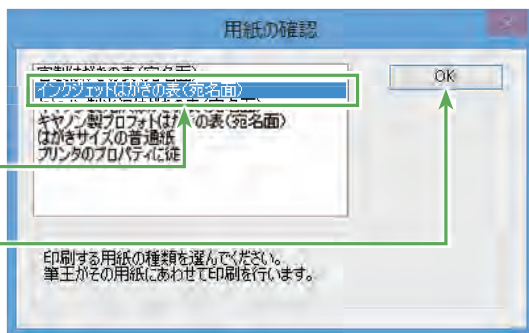 用紙の確認
インクジェットはがきの表(宛名面)
キヤノン製プロフォトはがきの表(宛名面)
はがきサイズの普通紙
プリンタのプロパティに従
OK
印刷する用紙の種類を選んでください。
筆王がその用紙にあわせて印刷を行います。